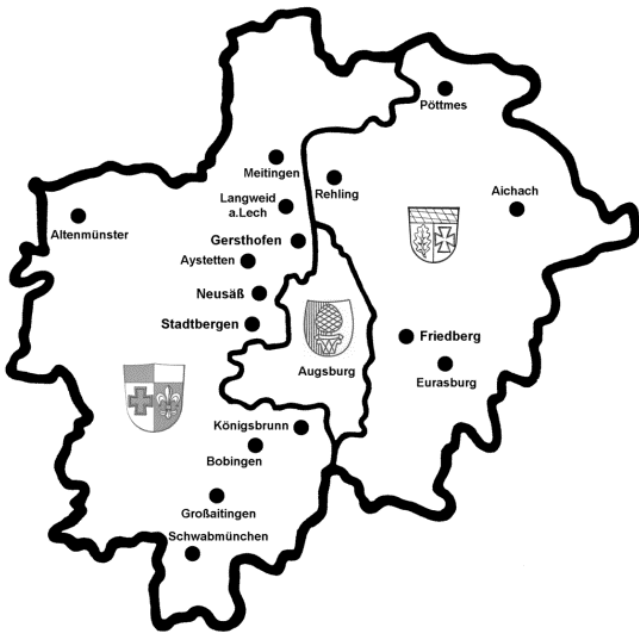 Pöttmes
Meitingen
Rehling
Aichach
Langweid
a.Lech
Altenmünster
Gersthofen
Aystetten
Neusäß
Stadtbergen
Friedberg
Augsburg
Eurasburg
Königsbrunn
Bobingen
Großaitingen
Schwabmünchen